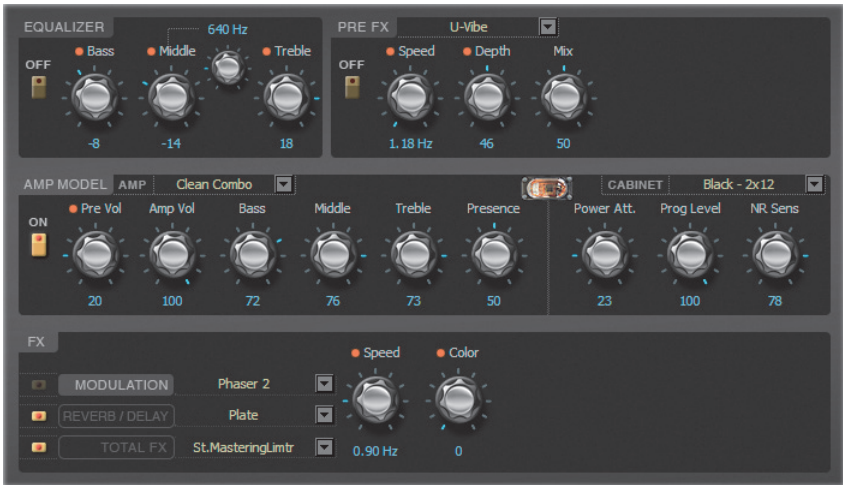 EQUALIZER 640 Hz
OFF Bass Middle Treble
-8 -14 18
PRE FX U-Vibe
OFF Speed Depth Mix
1.18 Hz 46 50
AMP MODEL AMP Clean Combo CABINET Black - 2x12
ON Pre Vol Amp Vol Bass Middle Treble Presence Power Att. Prog Level NR Sens
20 100 72 76 73 50 23 100 78
FX
Speed Color
MODULATION Phaser 2
REVERB / DELAY Plate
TOTAL FX St.MasteringLimtr
0.90 Hz 0